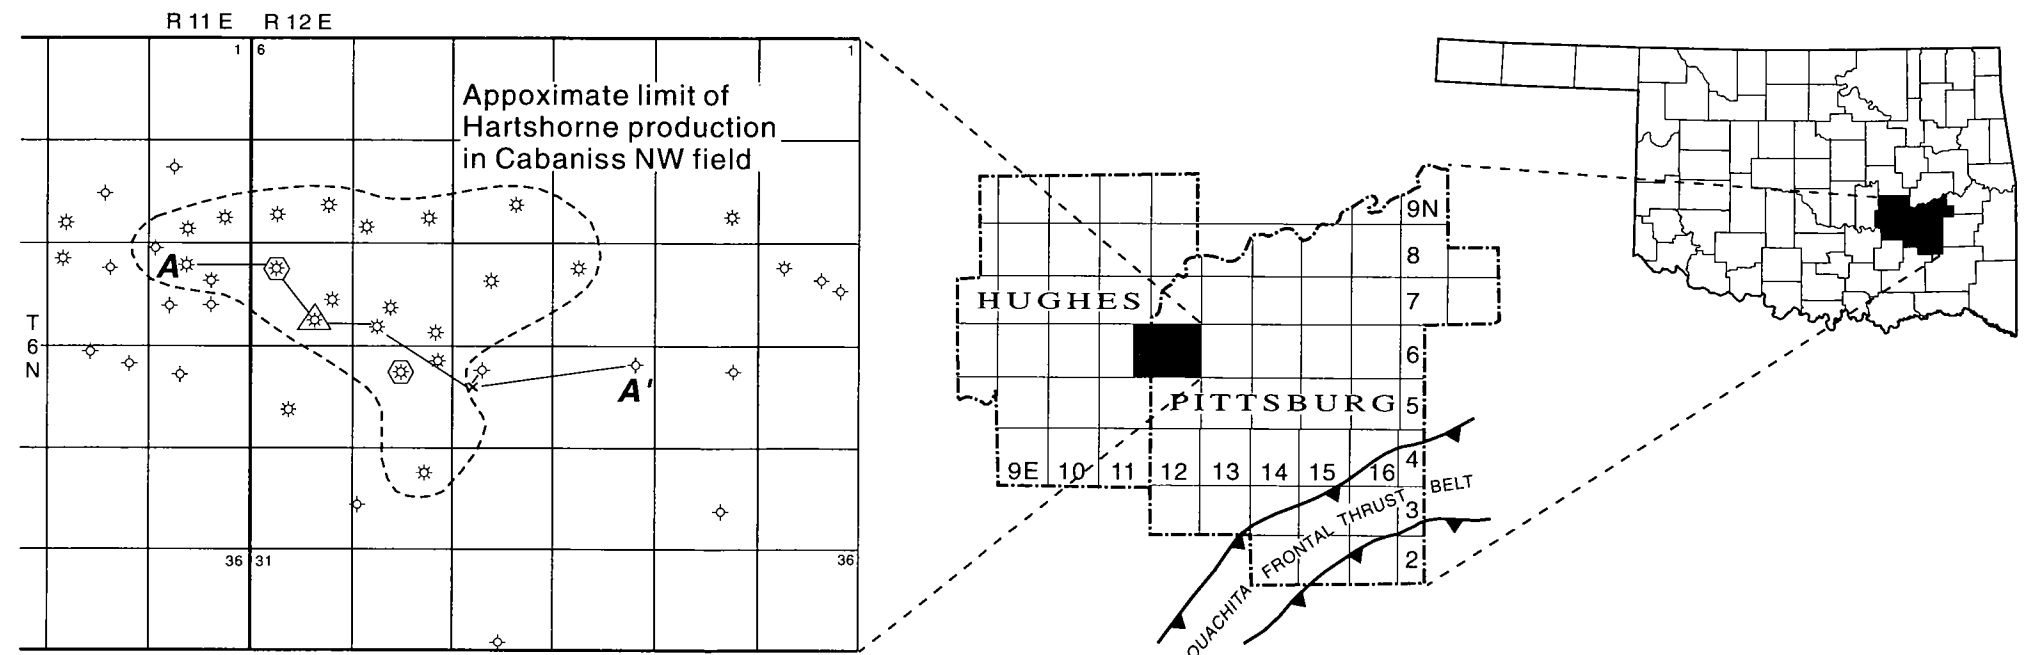 R 11 E R 12 E
1 6 1
Appoximate limit of
Hartshorne production
in Cabaniss NW field
A
T
6
N
A'
36 31 36
9N
8
HUGHES 7
6
PITTSBURG 5
4
9E 10 11 12 13 14 15 16
3
2
OUACHITA FRONTAL THRUST BELT